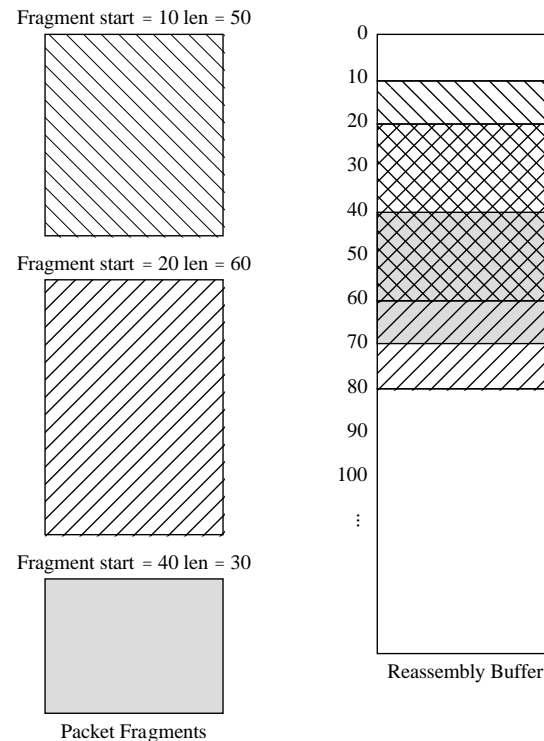 Fragment start = 10 len = 50
Fragment start = 20 len = 60
Fragment start = 40 len = 30
Packet Fragments
0
10
20
30
40
50
60
70
80
90
100
...
Reassembly Buffer